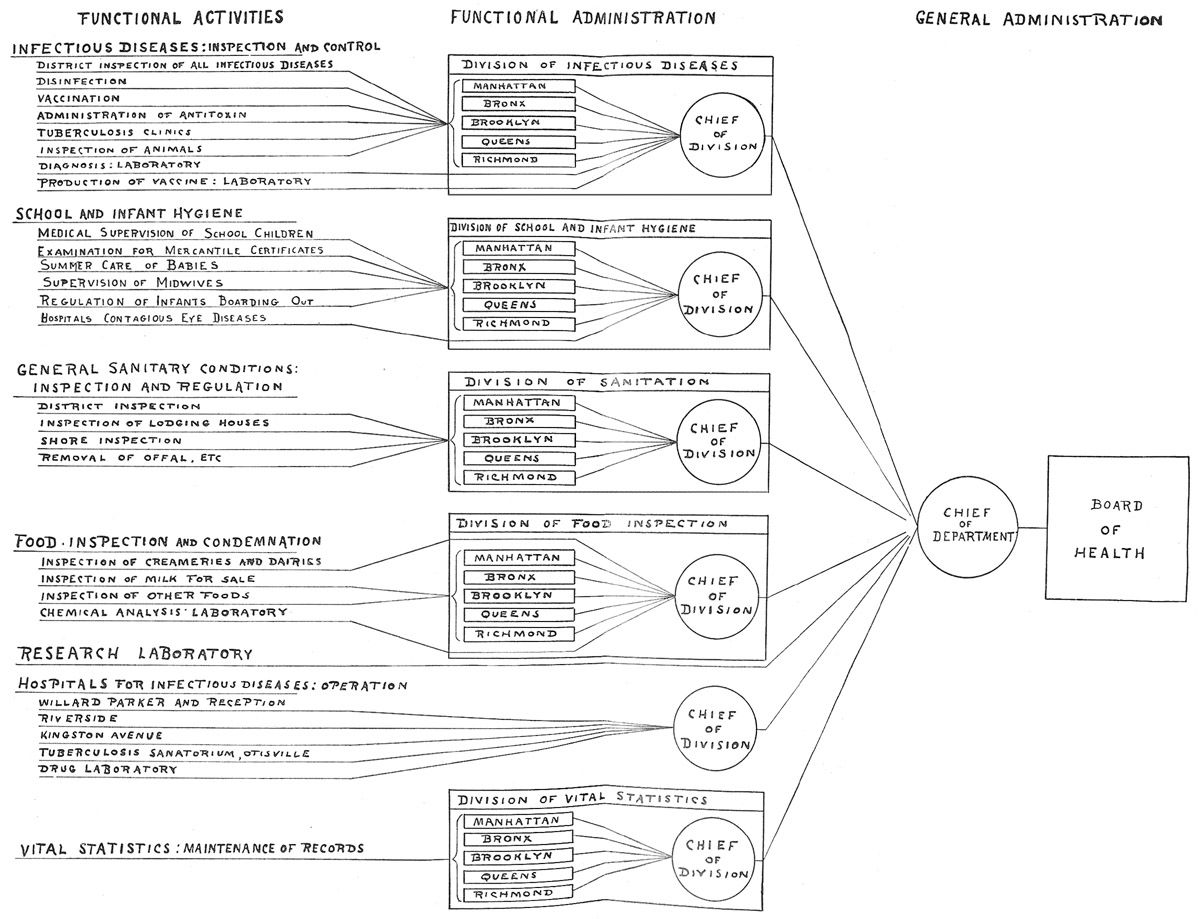 FUNCTIONAL ACTIVITIES
FUNCTIONAL ADMINISTRATION
GENERAL ADMINISTRATION
INFECTIOUS DISEASES: INSPECTION AND CONTROL
DISTRICT INSPECTION OF ALL INFECTIOUS DISEASES
DISINFECTION
VACCINATION
ADMINISTRATION OF ANTITOXIN
TUBERCULOSIS CLINICS
INSPECTION OF ANIMALS
DIAGNOSIS: LABORATORY
PRODUCTION OF VACCINE: LABORATORY
DIVISION OF INFECTIOUS DISEASES
MANHATTAN
BRONX
BROOKLYN
QUEENS
RICHMOND
CHIEF
OF
DIVISION
SCHOOL AND INFANT HYGIENE
MEDICAL SUPERVISION OF SCHOOL CHILDREN
EXAMINATION FOR MERCANTILE CERTIFICATES
SUMMER CARE OF BABIES
SUPERVISION OF MIDWIVES
REGULATION OF INFANTS BOARDING OUT
HOSPITALS CONTAGIOUS EYE DISEASES
DIVISION OF SCHOOL AND INFANT HYGIENE
MANHATTAN
BRONX
BROOKLYN
QUEENS
RICHMOND
CHIEF
OF
DIVISION
GENERAL SANITARY CONDITIONS:
INSPECTION AND REGULATION
DISTRICT INSPECTION
INSPECTION OF LODGING HOUSES
SHORE INSPECTION
REMOVAL OF OFFAL, ETC
DIVISION OF SANITATION
MANHATTAN
BRONX
BROOKLYN
QUEENS
RICHMOND
CHIEF
OF
DIVISION
FOOD. INSPECTION AND CONDEMNATION
INSPECTION OF CREAMERIES AND DAIRIES
INSPECTION OF MILK FOR SALE
INSPECTION OF OTHER FOODS
CHEMICAL ANALYSIS: LABORATORY
DIVISION OF FOOD INSPECTION
MANHATTAN
BRONX
BROOKLYN
QUEENS
RICHMOND
CHIEF
OF
DIVISION
RESEARCH LABORATORY
HOSPITALS FOR INFECTIOUS DISEASES: OPERATION
WILLARD PARKER AND RECEPTION
RIVERSIDE
KINGSTON AVENUE
TUBERCULOSIS SANATORIUM, OTISVILLE
DRUG LABORATORY
CHIEF
OF
DIVISION
VITAL STATISTICS: MAINTENANCE OF RECORDS
DIVISION OF VITAL STATISTICS
MANHATTAN
BRONX
BROOKLYN
QUEENS
RICHMOND
CHIEF
OF
DIVISION
CHIEF
OF
DEPARTMENT
BOARD
OF
HEALTH